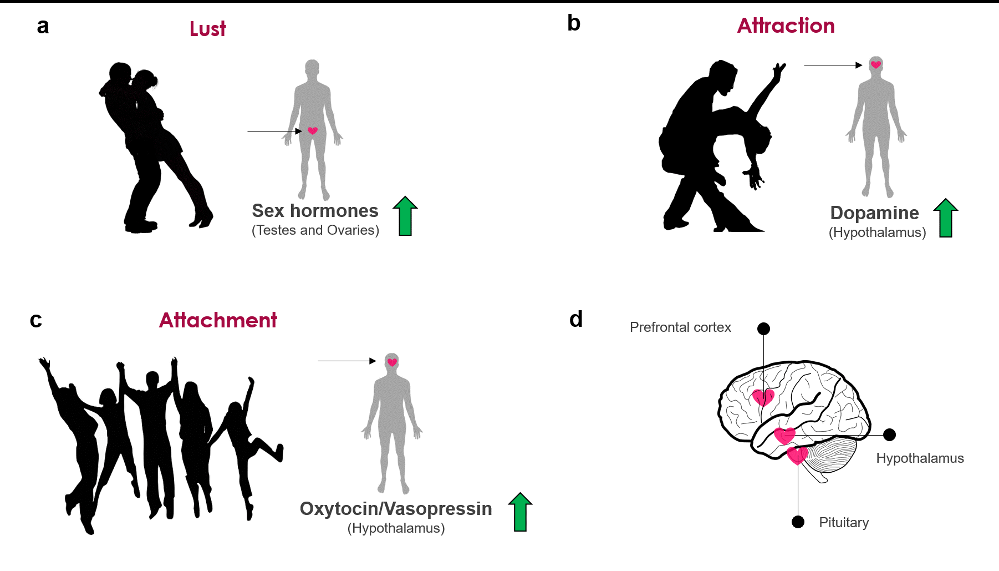 a
Lust
Sex hormones
(Testes and Ovaries)
b
Attraction
Dopamine
(Hypothalamus)
c
Attachment
Oxytocin/Vasopressin
(Hypothalamus)
d
Prefrontal cortex
Hypothalamus
Pituitary